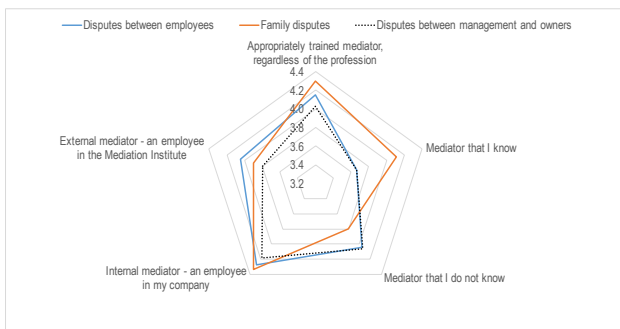 Disputes between employees Family disputes Disputes between management and owners
Appropriately trained mediator,
regardless of the profession
4.4
4.2
4.0
3.8
3.6
3.4
3.2
External mediator - an employee
in the Mediation Institute
Mediator that I know
Internal mediator - an employee
in my company
Mediator that I do not know